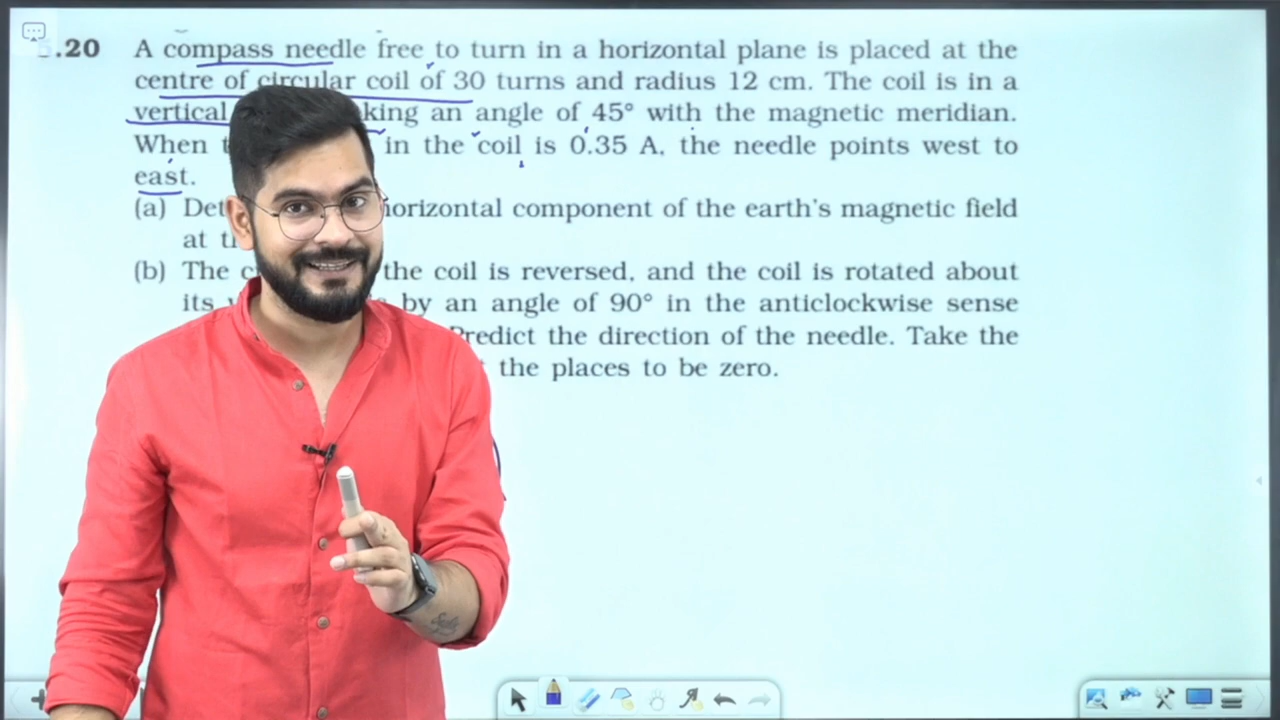 .20 A compass needle free to turn in a horizontal plane is placed at the
centre of circular coil of 30 turns and radius 12 cm. The coil is in a
vertical king an angle of 45° with the magnetic meridian.
When in the coil is 0.35 A, the needle points west to
east.
(a) Det horizontal component of the earth's magnetic field
at
(b) The the coil is reversed, and the coil is rotated about
its by an angle of 90° in the anticlockwise sense
Predict the direction of the needle. Take the
the places to be zero.